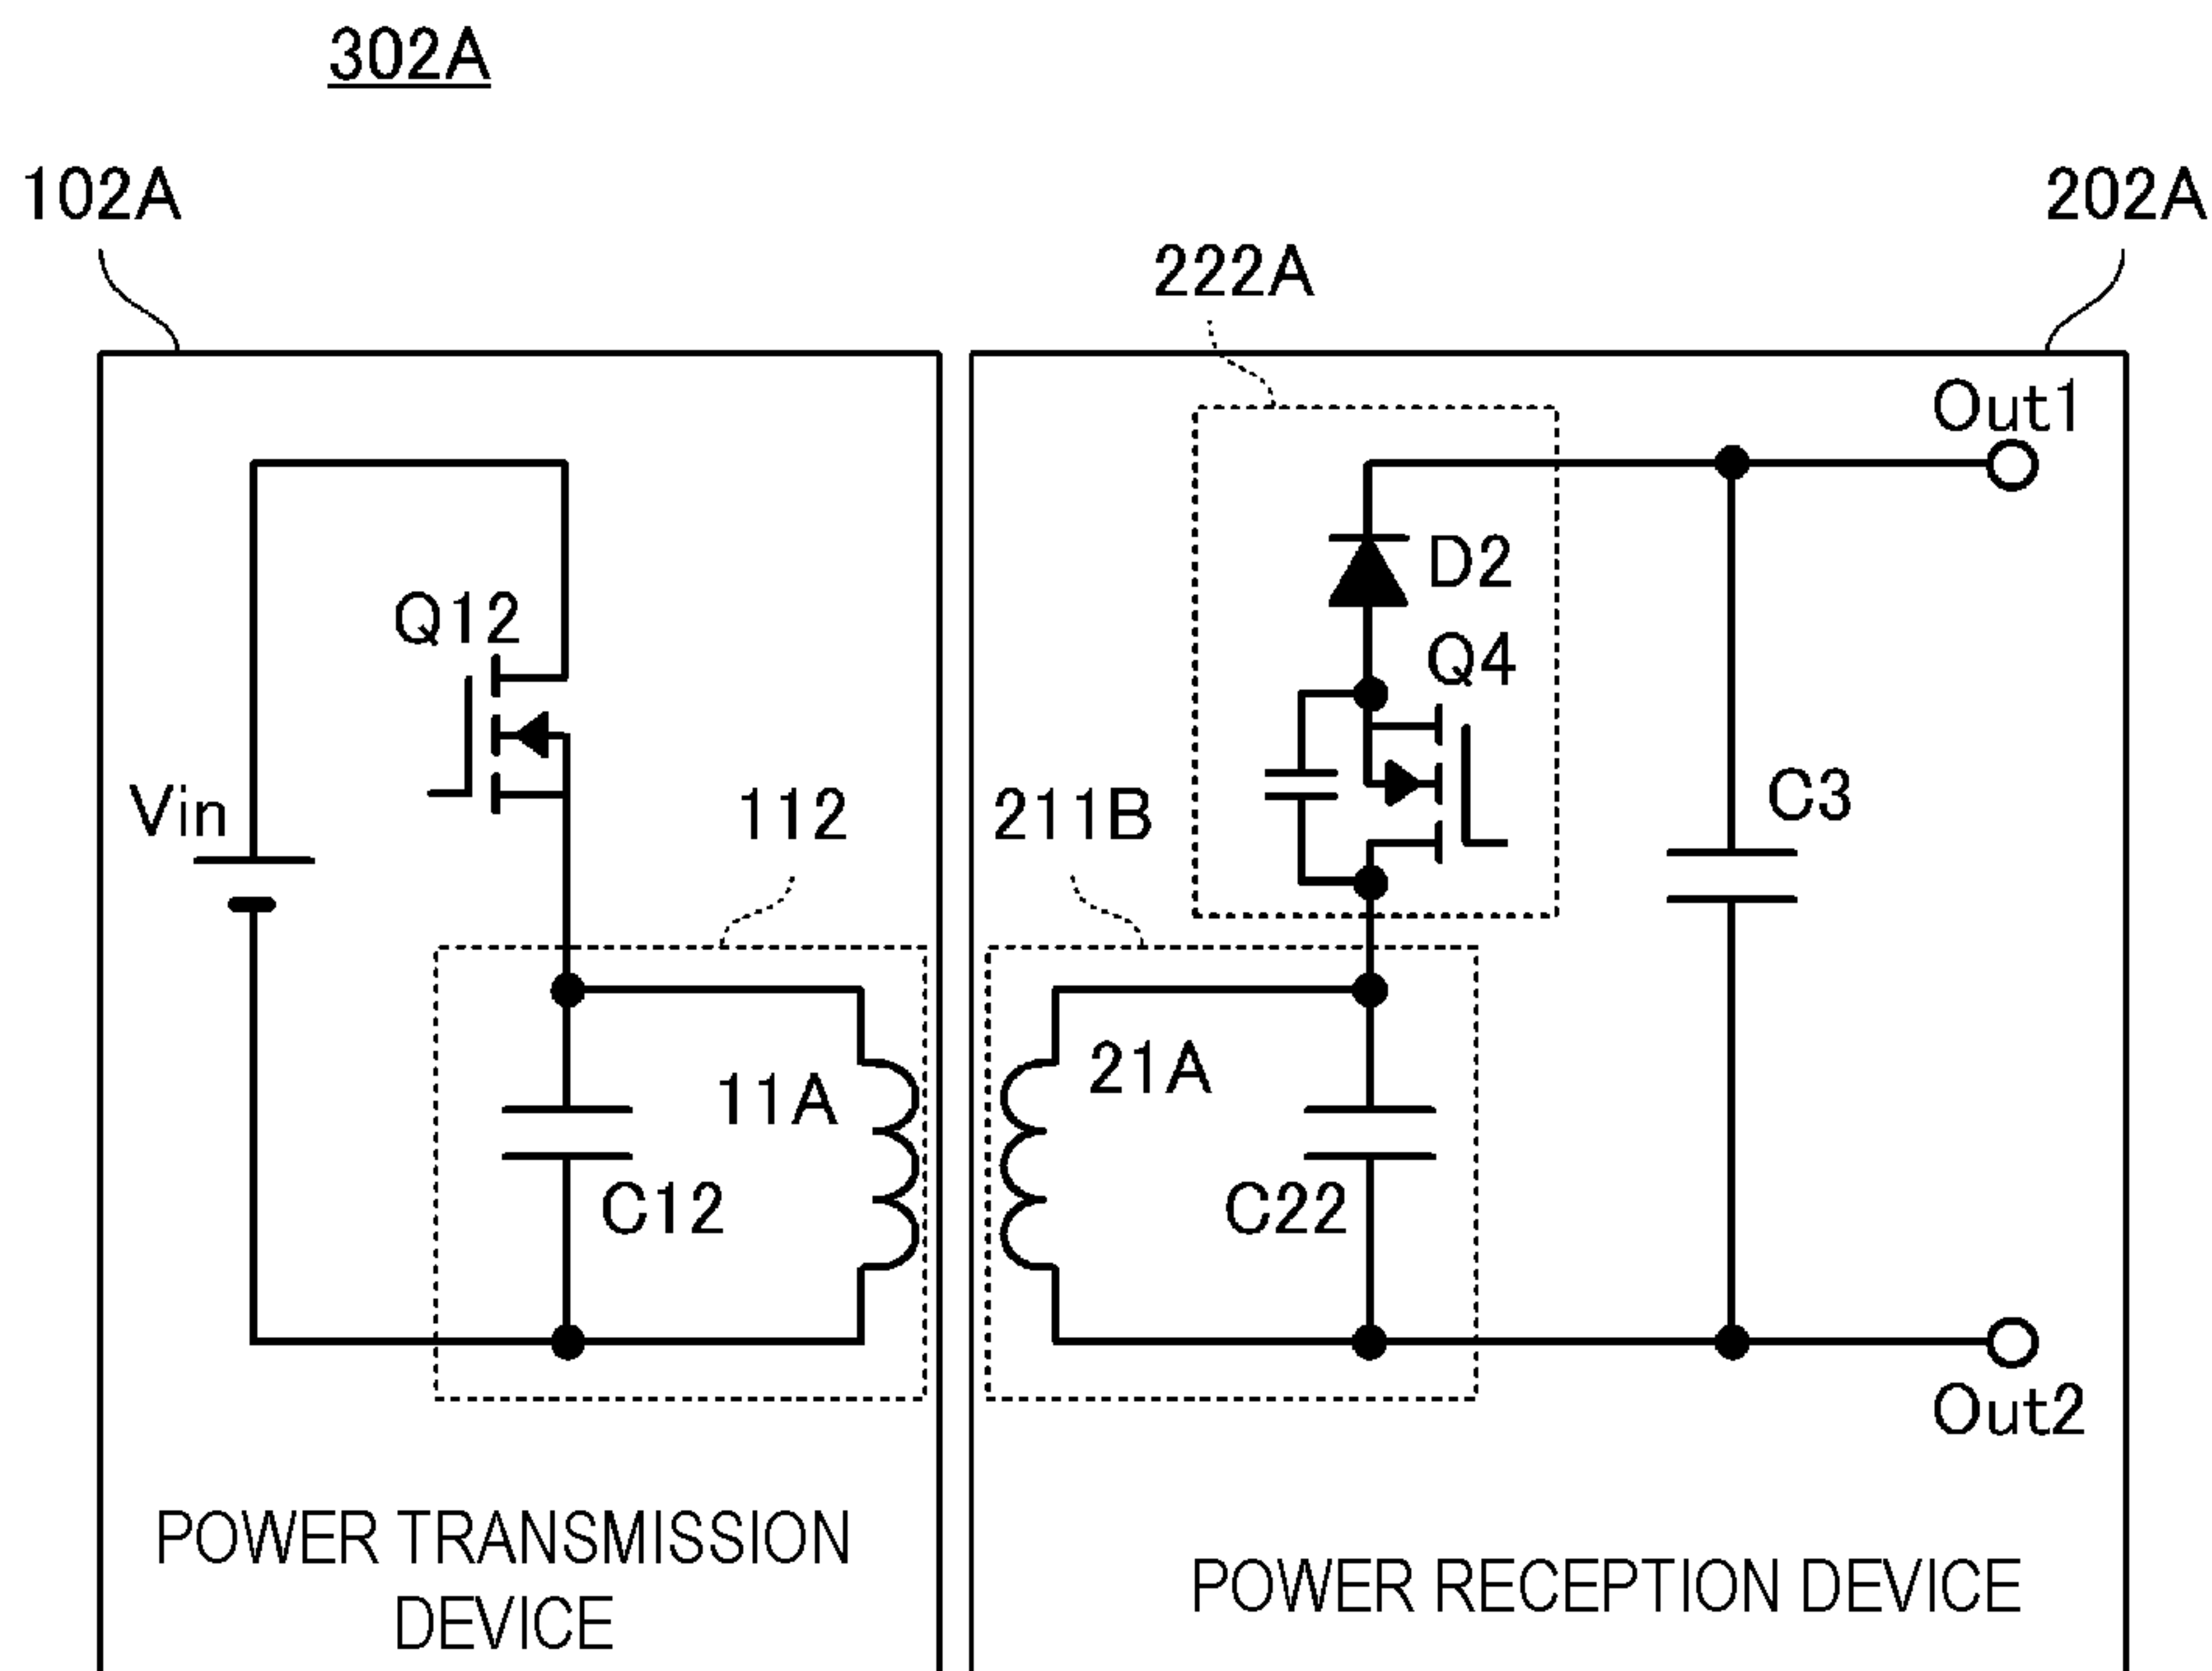 302A
102A
202A
222A
Out1
D2
Q12
Q4
Vin
112
211B
C3
11A
21A
C12
C22
Out2
POWER TRANSMISSION
DEVICE
POWER RECEPTION DEVICE